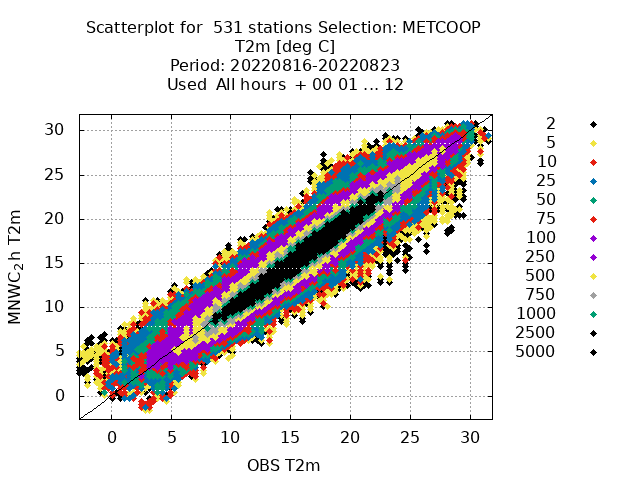 Scatterplot for  531 stations Selection: METCOOP
T2m [deg C]
Period: 20220816-20220823
Used  All hours  + 00 01 ... 12
MNWC2h T2m
30
25
20
15
10
5
0
0 5 10 15 20 25 30
OBS T2m
2
5
10
25
50
75
100
250
500
750
1000
2500
5000